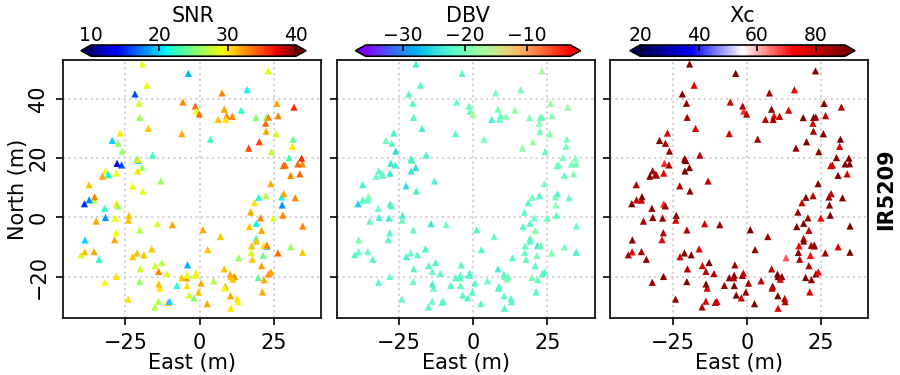 SNR DBV Xc
10 20 30 40 −30 −20 −10 20 40 60 80
40
20
0
−20
North (m)
IR5209
−25 0 25 −25 0 25 −25 0 25
East (m) East (m) East (m)